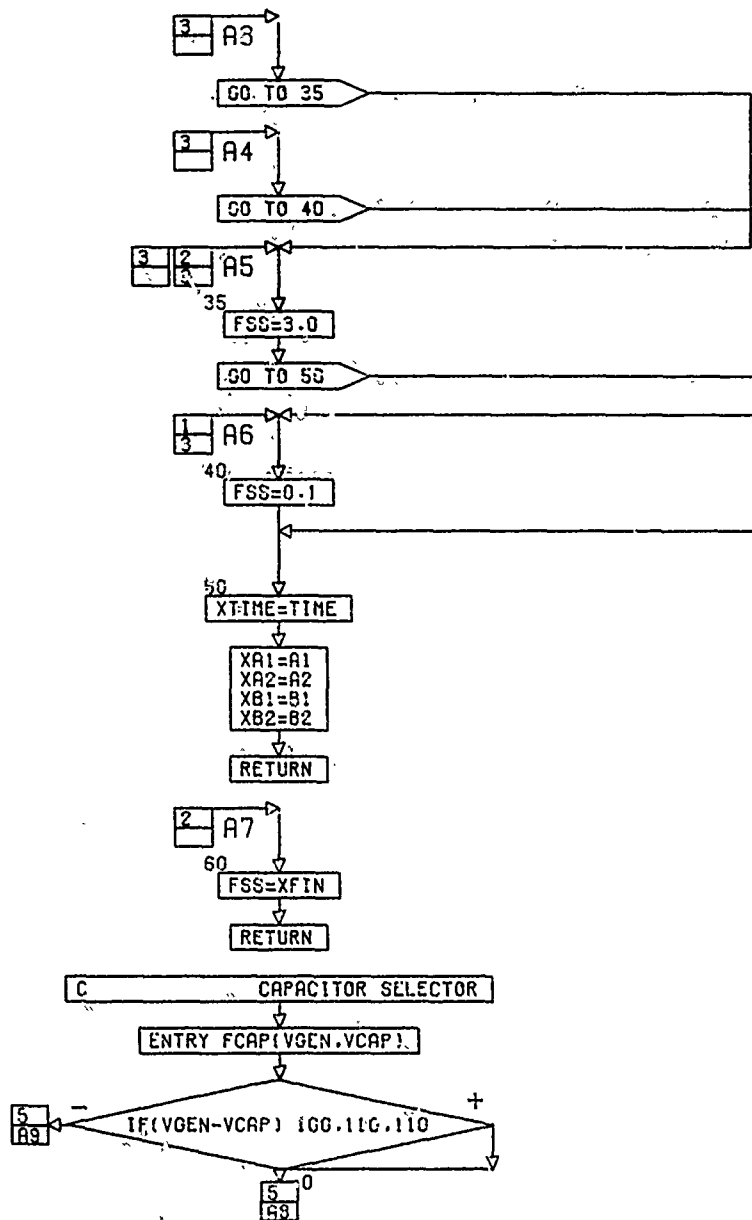 3 A3
GO TO 35
3 A4
GO TO 40
3 2 A5
35
FSS=3.0
GO TO 50
1 A6
3
40
FSS=0.1
50
XTIME=TIME
XA1=A1
XA2=A2
XB1=B1
XB2=B2
RETURN
2 A7
60
FSS=XFIN
RETURN
C CAPACITOR SELECTOR
ENTRY FCAP(VGEN,VCAP)
- +
5
A9
IF(VGEN-VCAP) 100,110,110
0
5
A8